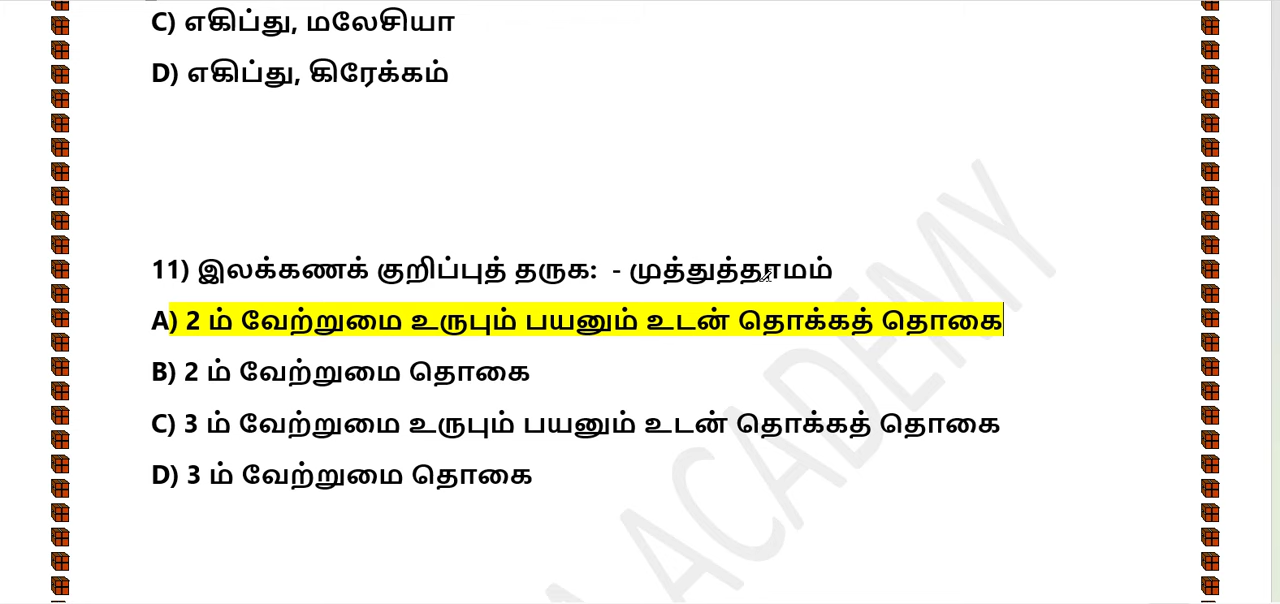 C) எகிப்து, மலேசியா
D) எகிப்து, கிரேக்கம்
11) இலக்கணக் குறிப்புத் தருக: - முத்துத்தாமம்
A) 2 ம் வேற்றுமை உருபும் பயனும் உடன் தொக்கத் தொகை
B) 2 ம் வேற்றுமை தொகை
C) 3 ம் வேற்றுமை உருபும் பயனும் உடன் தொக்கத் தொகை
D) 3 ம் வேற்றுமை தொகை
ACADEMY